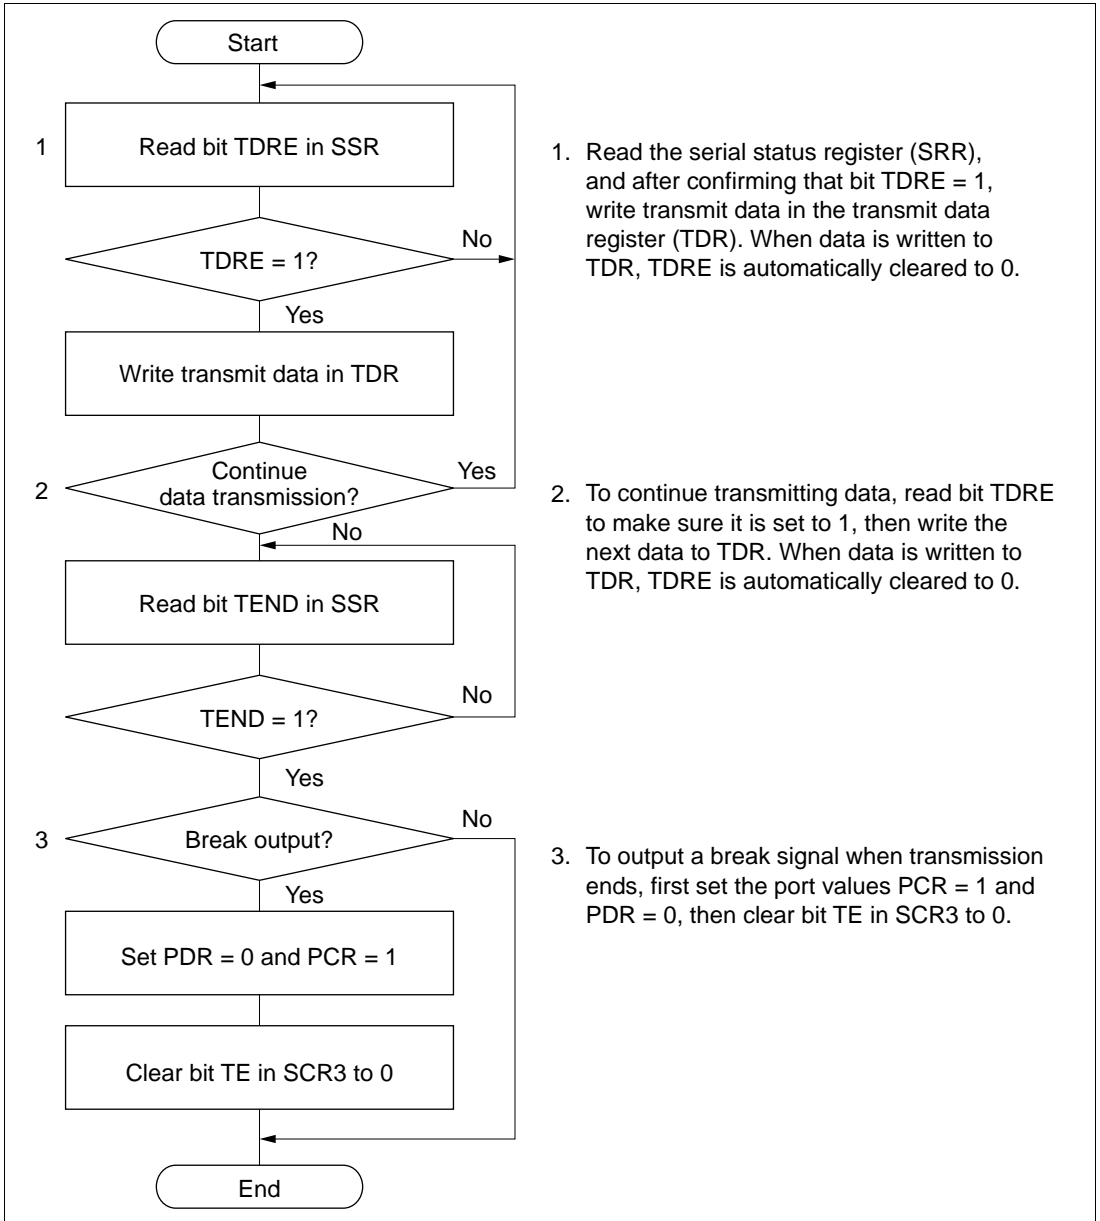 Start
1
Read bit TDRE in SSR
TDRE = 1?
No
Yes
Write transmit data in TDR
2
Continue
data transmission?
Yes
No
Read bit TEND in SSR
TEND = 1?
No
Yes
3
Break output?
No
Yes
Set PDR = 0 and PCR = 1
Clear bit TE in SCR3 to 0
End
1. Read the serial status register (SRR),
and after confirming that bit TDRE = 1,
write transmit data in the transmit data
register (TDR). When data is written to
TDR, TDRE is automatically cleared to 0.
2. To continue transmitting data, read bit TDRE
to make sure it is set to 1, then write the
next data to TDR. When data is written to
TDR, TDRE is automatically cleared to 0.
3. To output a break signal when transmission
ends, first set the port values PCR = 1 and
PDR = 0, then clear bit TE in SCR3 to 0.